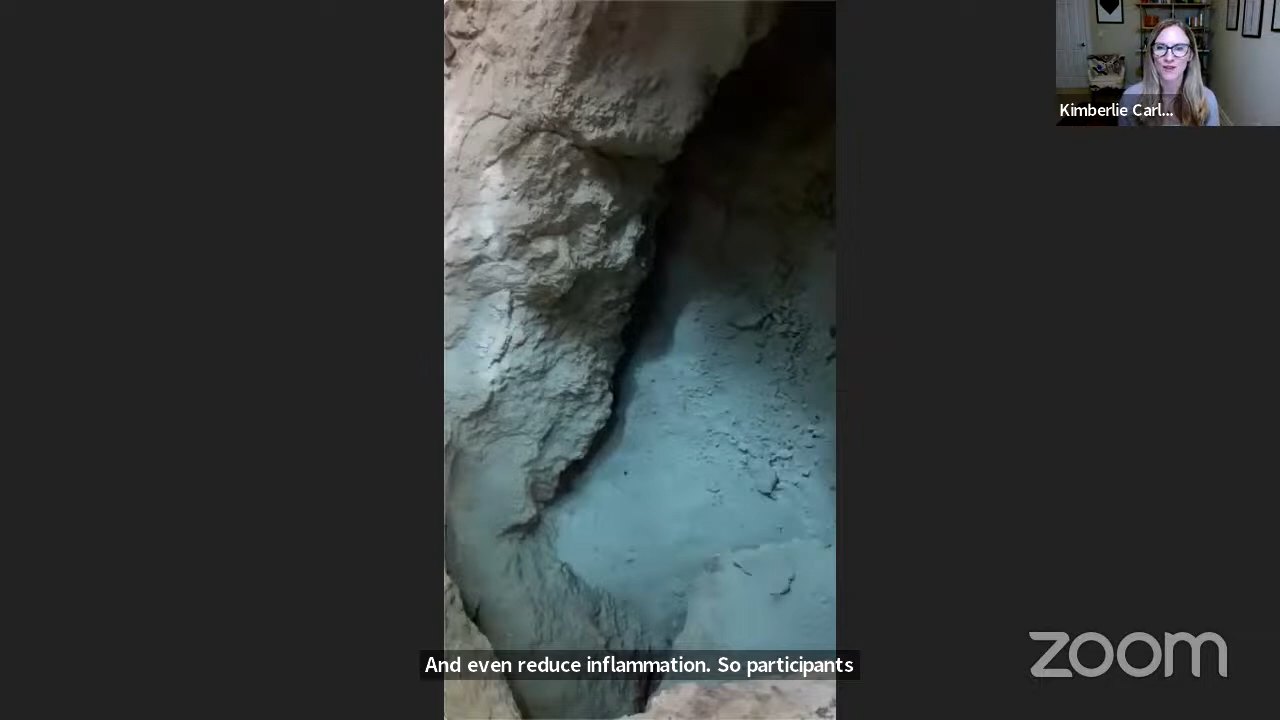 Kimberlie Carl...
And even reduce inflammation. So participants
zoom